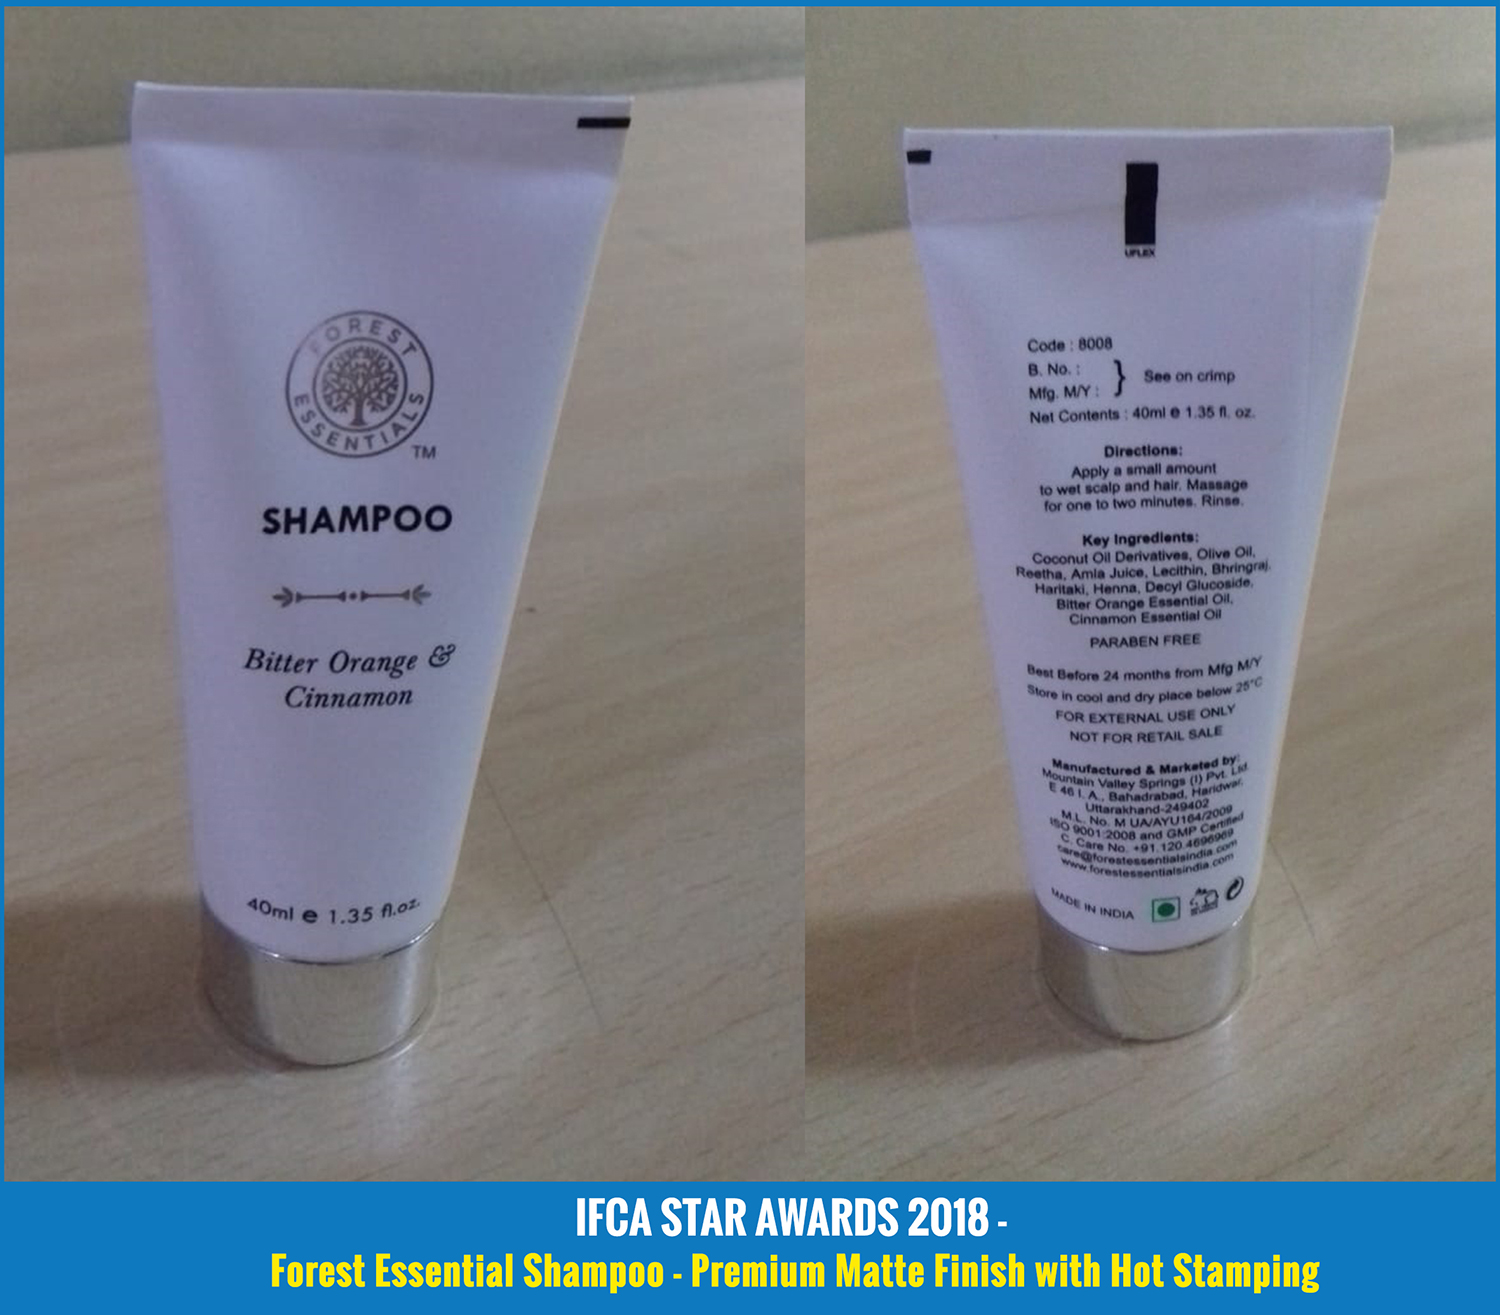 FOREST
ESSENTIALS
TM
SHAMPOO
Bitter Orange &
Cinnamon
40ml e 1.35 fl.oz.
UFLEX
Code : 8008
B. No. :
Mfg. M/Y :
} See on crimp
Net Contents : 40ml e 1.35 fl. oz.
Directions:
Apply a small amount
to wet scalp and hair. Massage
for one to two minutes. Rinse.
Key Ingredients:
Coconut Oil Derivatives, Olive Oil,
Reetha, Amla Juice, Lecithin, Bhringraj,
Haritaki, Henna, Decyl Glucoside,
Bitter Orange Essential Oil,
Cinnamon Essential Oil
PARABEN FREE
Best Before 24 months from Mfg M/Y
Store in cool and dry place below 25°C
FOR EXTERNAL USE ONLY
NOT FOR RETAIL SALE
Manufactured & Marketed by:
Mountain Valley Springs (I) Pvt. Ltd.
E 46 I. A., Bahadrabad, Haridwar,
Uttarakhand-249402
M.L. No. M UA/AYU164/2009
ISO 9001:2008 and GMP Certified
C. Care No. +91.120.4696969
care@forestessentialsindia.com
www.forestessentialsindia.com
MADE IN INDIA
IFCA STAR AWARDS 2018 -
Forest Essential Shampoo - Premium Matte Finish with Hot Stamping